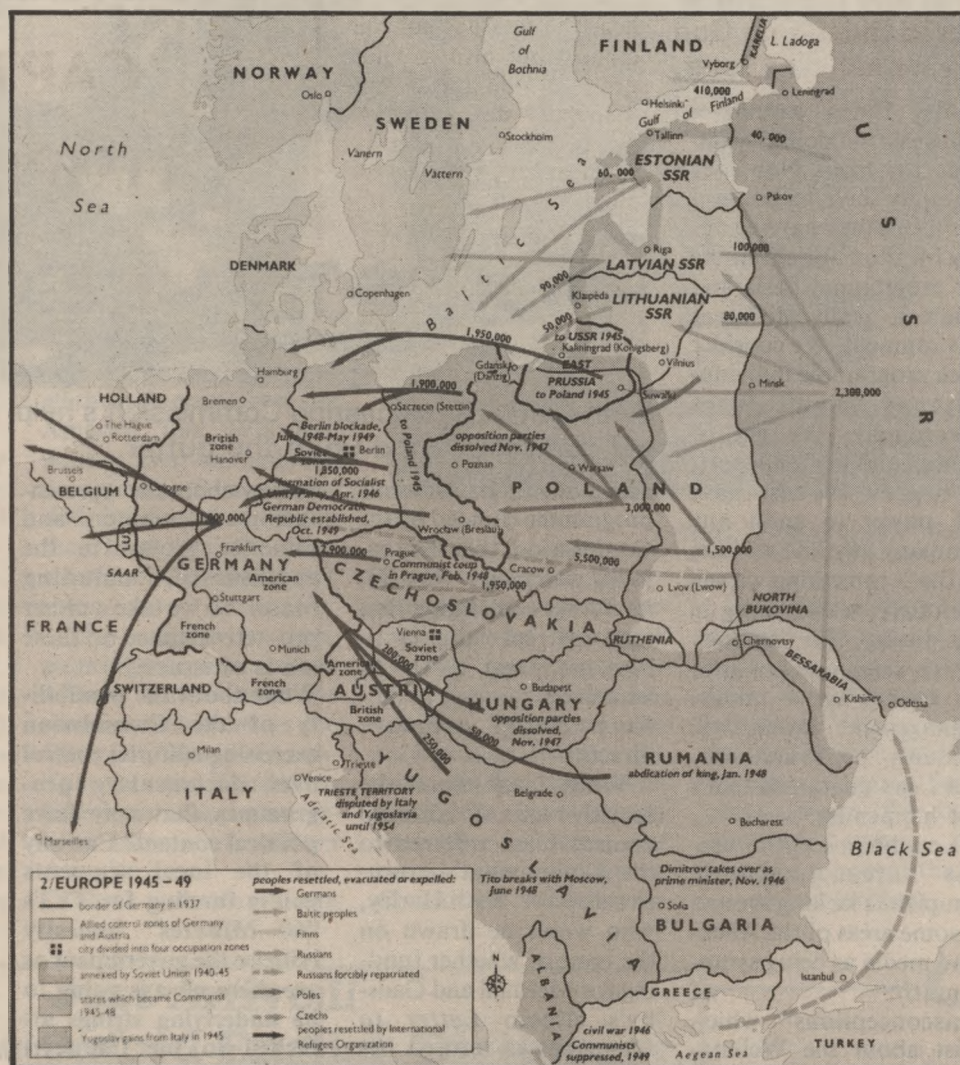 FINLAND
Gulf
of
Bothnia
KARELIA
L. Ladoga
Vyborg
NORWAY
Oslo
410,000
Leningrad
Helsinki
Gulf of Finland
SWEDEN
Stockholm
Tallinn
40,000
North
Sea
Vanern
Vattern
ESTONIAN
SSR
60,000
Pskov
USSR
Baltic Sea
Riga
100,000
LATVIAN SSR
DENMARK
Copenhagen
90,000
Klaipèda
LITHUANIAN
SSR
50,000
80,000
to USSR 1945
Kaliningrad (Konigsberg)
1,950,000
Vilnius
Gdansk
(Danzig)
EAST
PRUSSIA
to Poland 1945
Suwalki
Minsk
2,300,000
Hamburg
1,900,000
HOLLAND
Bremen
Szczecin (Stettin)
The Hague
Rotterdam
British
zone
Hanover
Berlin blockade,
June 1948-May 1949
Soviet
zone
Berlin
to Poland 1945
opposition parties
dissolved Nov. 1947
Poznan
Warsaw
POLAND
Brussels
BELGIUM
Cologne
1,850,000
formation of Socialist
Unity Party, Apr. 1946
German Democratic
Republic established,
Oct. 1949
3,000,000
Wroclaw (Breslau)
1,500,000
SAAR
Frankfurt
GERMANY
American
zone
2,900,000
Prague
Communist coup
in Prague, Feb. 1948
Cracow
5,500,000
1,950,000
Lvov (Lwow)
NORTH
BUKOVINA
CZECHOSLOVAKIA
Stuttgart
FRANCE
French
zone
Munich
Vienna
Soviet
zone
200,000
RUTHENIA
Chernovtsy
BESSARABIA
SWITZERLAND
French
zone
AUSTRIA
British
zone
Budapest
HUNGARY
opposition parties
dissolved,
Nov. 1947
50,000
250,000
Kishinev
Odessa
RUMANIA
abdication of king, Jan. 1948
Milan
Trieste
Venice
ITALY
TRIESTE TERRITORY
disputed by Italy
and Yugoslavia
until 1954
Adriatic Sea
YUGOSLAVIA
Belgrade
Bucharest
Marseilles
Black Sea
Tito breaks with Moscow,
June 1948
Dimitrov takes over as
prime minister, Nov. 1946
Sofia
BULGARIA
ALBANIA
N
GREECE
Istanbul
civil war 1946
Communists
suppressed, 1949
Aegean Sea
TURKEY
2/EUROPE 1945–49
border of Germany in 1937
Allied control zones of Germany
and Austria
city divided into four occupation zones
annexed by Soviet Union 1940-45
states which became Communist
1945-48
Yugoslav gains from Italy in 1945
peoples resettled, evacuated or expelled:
Germans
Baltic peoples
Finns
Russians
Russians forcibly repatriated
Poles
Czechs
peoples resettled by International
Refugee Organization